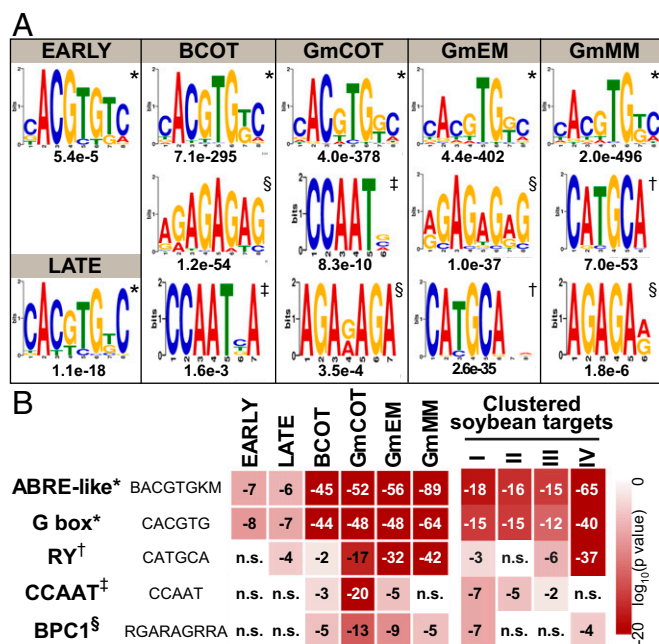 A
EARLY BCOT GmCOT GmEM GmMM
* * * * *
5.4e-5 7.1e-295 4.0e-378 4.4e-402 2.0e-496
§ ‡ § †
1.2e-54 8.3e-10 1.0e-37 7.0e-53
LATE
* ‡ § † §
1.1e-18 1.6e-3 3.5e-4 2.6e-35 1.8e-6
B
Clustered
soybean targets
EARLY LATE BCOT GmCOT GmEM GmMM I II III IV
ABRE-like* BACGTGKM -7 -6 -45 -52 -56 -89 -18 -16 -15 -65
G box* CACGTG -8 -7 -44 -48 -48 -64 -15 -15 -12 -40
RY† CATGCA n.s. -4 -2 -17 -32 -42 -3 n.s. -6 -37
CCAAT‡ CCAAT n.s. n.s. -3 -20 -5 n.s. -7 -5 -2 n.s.
BPC1§ RGARAGRRA n.s. n.s. -5 -13 -9 -5 -7 n.s. n.s. -4
0
log10(p value)
-20